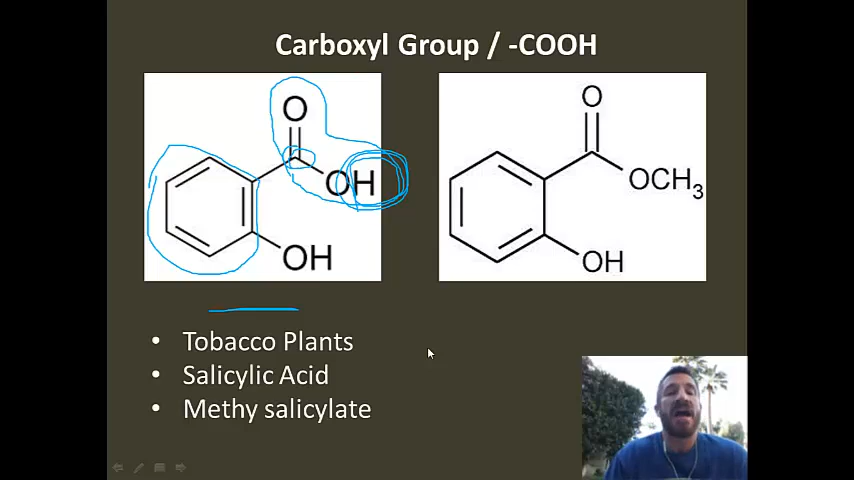 Carboxyl Group / -COOH
O
OH
OH
O
OCH3
OH
• Tobacco Plants
• Salicylic Acid
• Methy salicylate